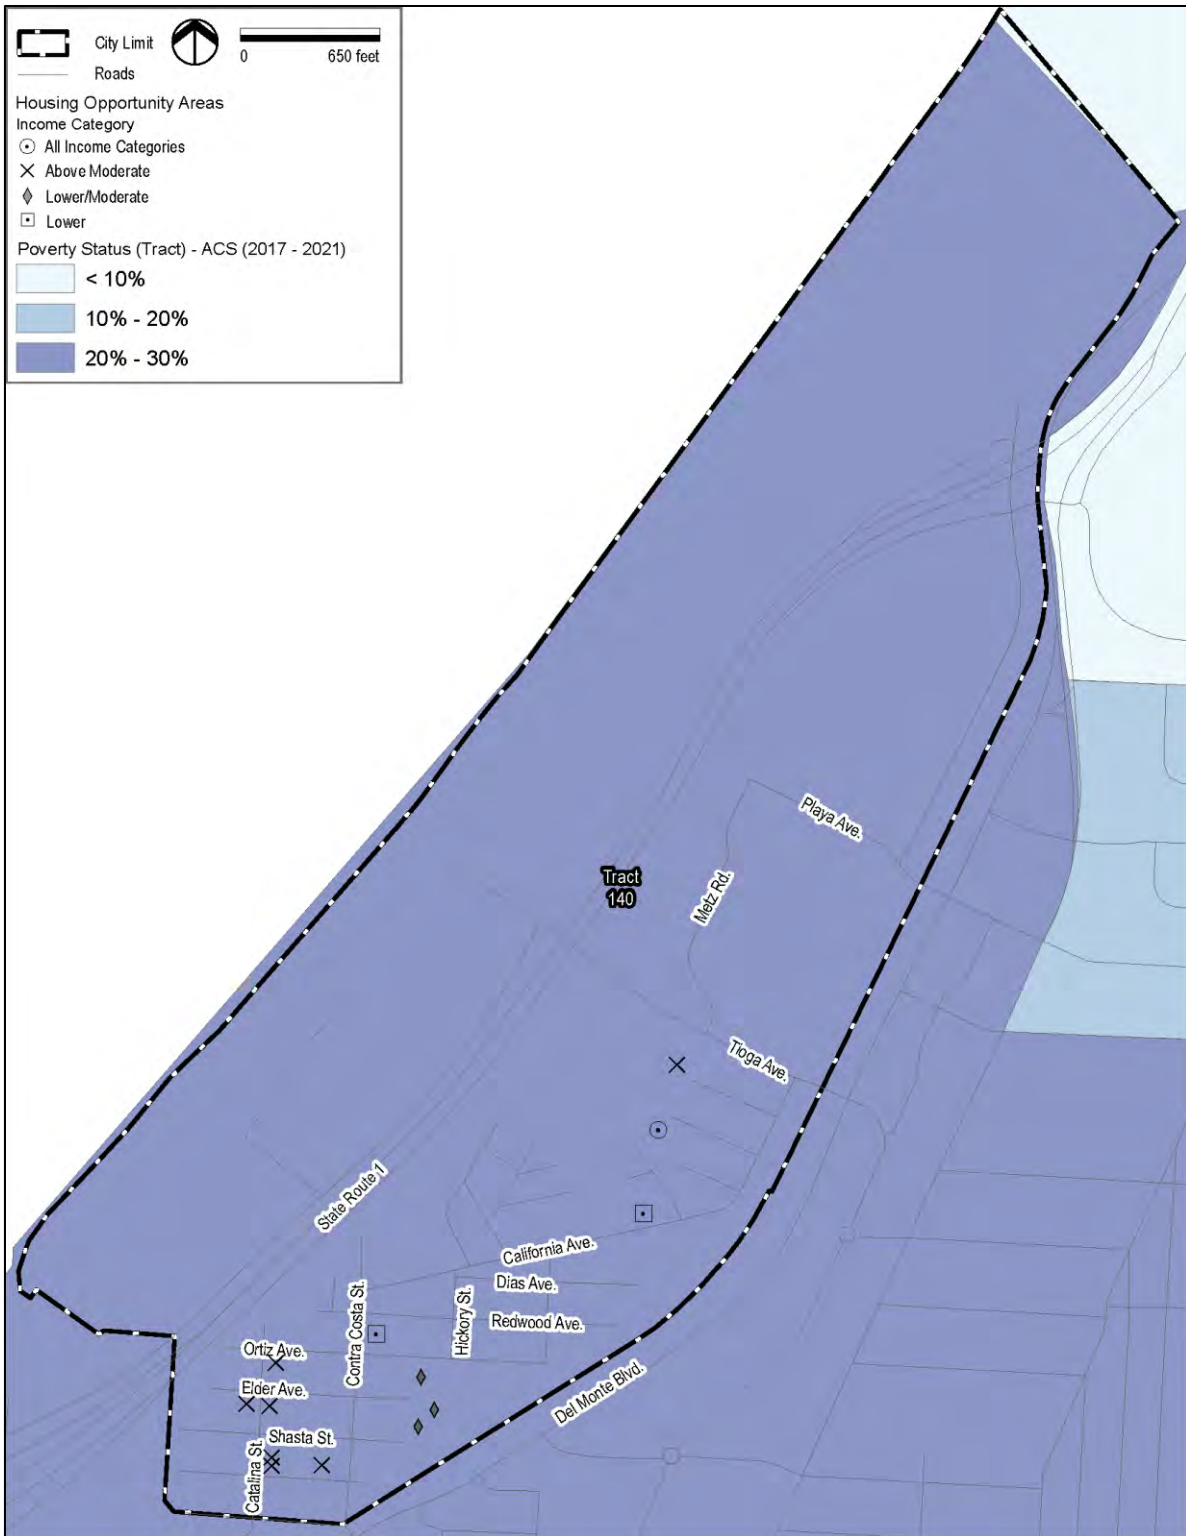 City Limit
0 650 feet
Roads
Housing Opportunity Areas
Income Category
All Income Categories
Above Moderate
Lower/Moderate
Lower
Poverty Status (Tract) - ACS (2017 - 2021)
< 10%
10% - 20%
20% - 30%
Playa Ave.
Tract
140
Metz Rd.
Tioga Ave.
State Route 1
California Ave.
Dias Ave.
Contra Costa St.
Hickory St.
Redwood Ave.
Ortiz Ave.
Elder Ave.
Del Monte Blvd.
Shasta St.
Catalina St.